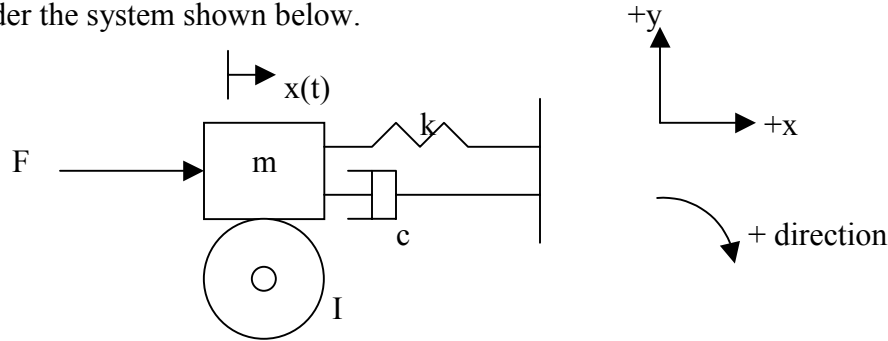 der the system shown below.
+y
x(t)
k
+x
F
m
c
+ direction
I